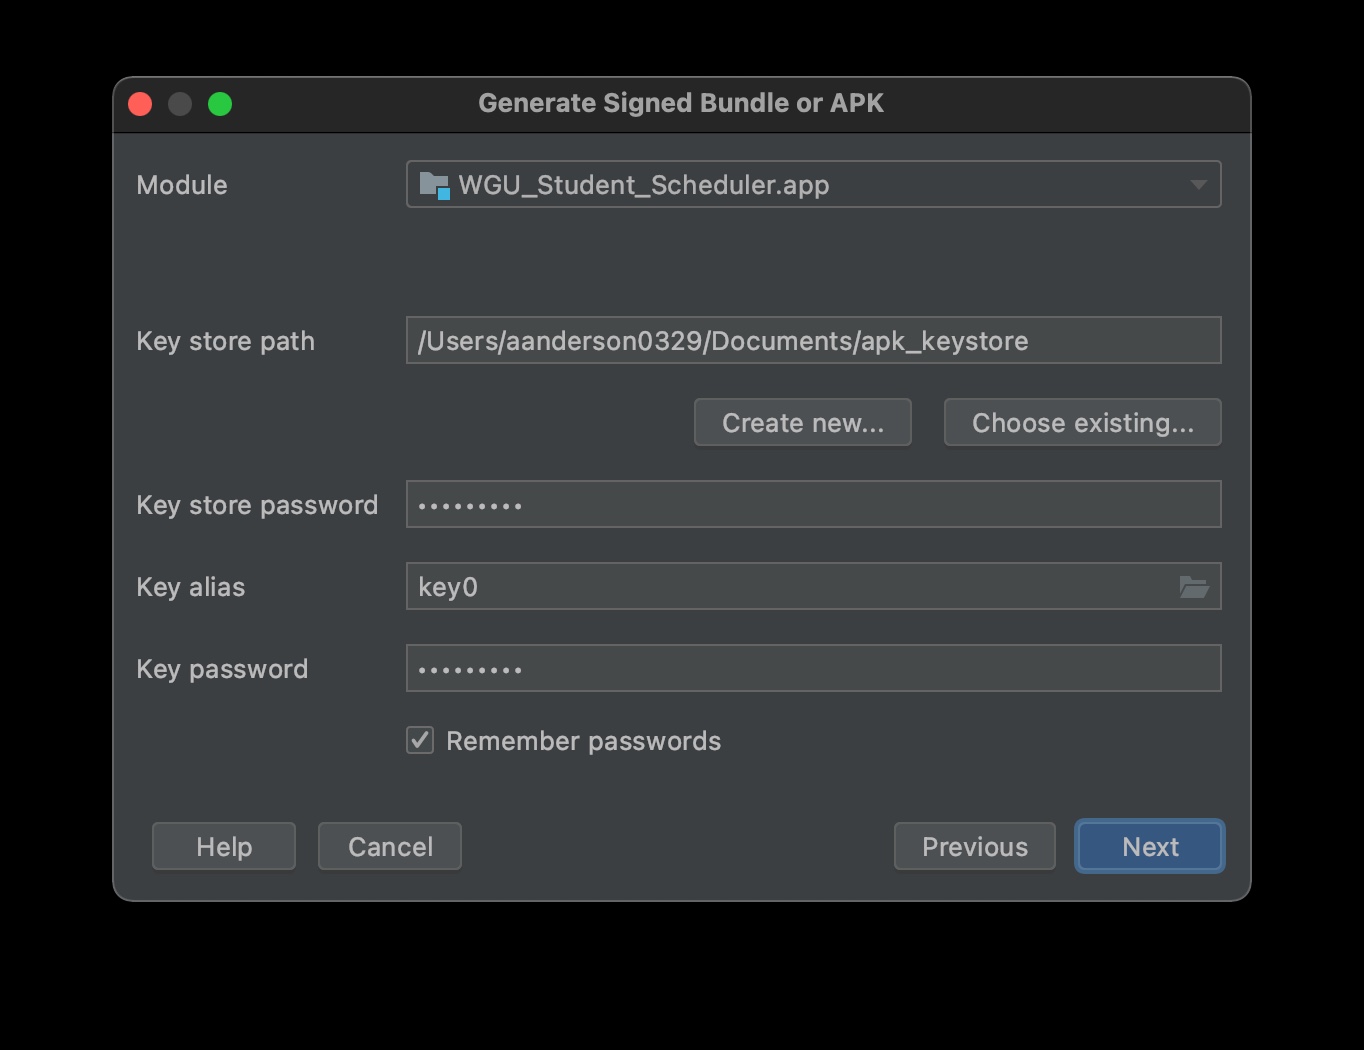 Generate Signed Bundle or APK
Module WGU_Student_Scheduler.app
Key store path /Users/aanderson0329/Documents/apk_keystore
Create new... Choose existing...
Key store password •••••••••
Key alias key0
Key password •••••••••
Remember passwords
Help Cancel Previous Next